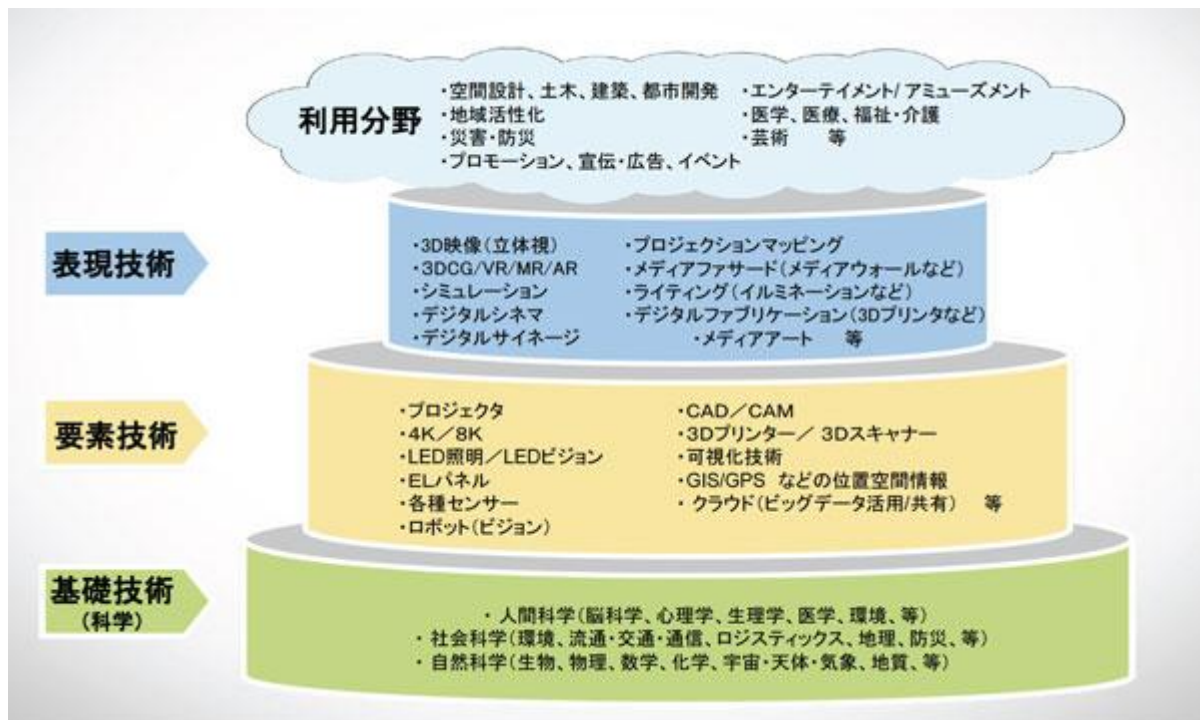 利用分野
・空間設計、土木、建築、都市開発
・地域活性化
・災害・防災
・プロモーション、宣伝・広告、イベント
・エンターテイメント/ アミューズメント
・医学、医療、福祉・介護
・芸術 等
表現技術
・3D映像(立体視)
・3DCG/VR/MR/AR
・シミュレーション
・デジタルシネマ
・デジタルサイネージ
・プロジェクションマッピング
・メディアファサード(メディアウォールなど)
・ライティング(イルミネーションなど)
・デジタルファブリケーション(3Dプリンタなど)
・メディアアート 等
要素技術
・プロジェクタ
・4K/8K
・LED照明/LEDビジョン
・ELパネル
・各種センサー
・ロボット(ビジョン)
・CAD/CAM
・3Dプリンター/ 3Dスキャナー
・可視化技術
・GIS/GPS などの位置空間情報
・クラウド(ビッグデータ活用/共有) 等
基礎技術
(科学)
・人間科学(脳科学、心理学、生理学、医学、環境、等)
・社会科学(環境、流通・交通・通信、ロジスティックス、地理、防災、等)
・自然科学(生物、物理、数学、化学、宇宙・天体・気象、地質、等)